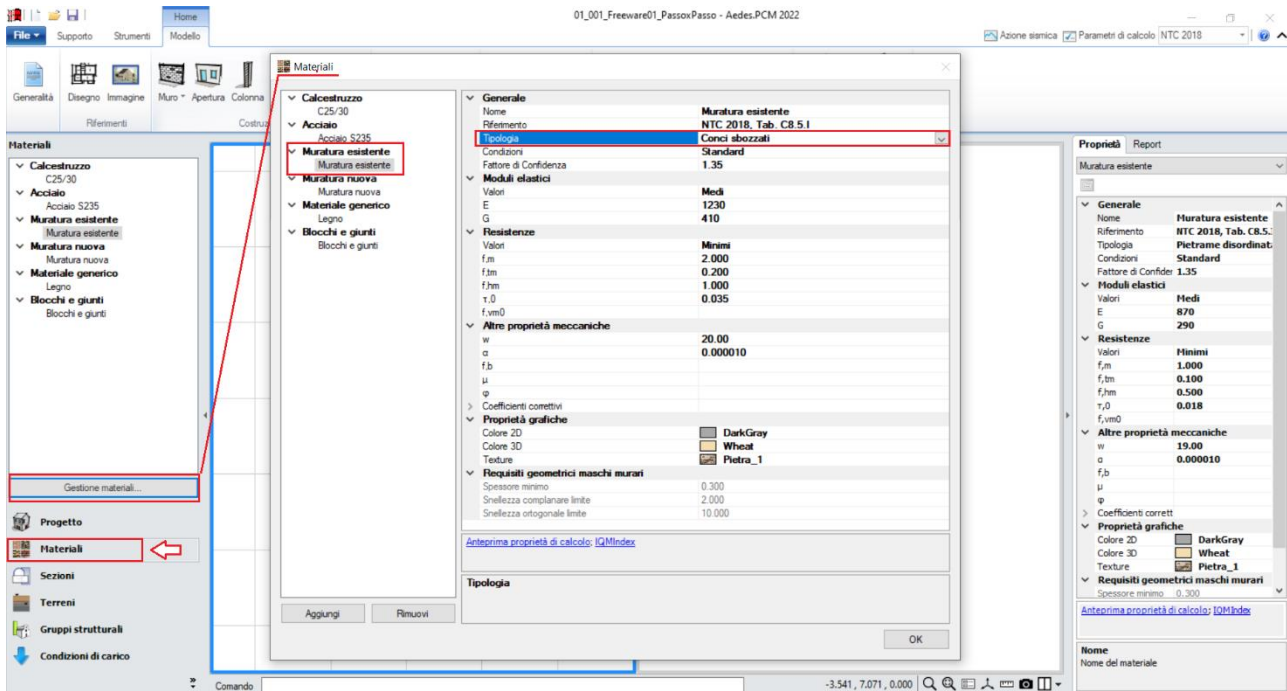 Home
01_001_Freeware01_PassoxPasso - Aedes.PCM 2022
File Supporto Strumenti Modello
Azione sismica Parametri di calcolo NTC 2018
Generalità Disegno Immagine Muro Apertura Colonna
Riferimenti
Materiali
Calcestruzzo
C25/30
Acciaio
Acciaio S235
Muratura esistente
Muratura esistente
Muratura nuova
Muratura nuova
Materiale generico
Legno
Blocchi e giunti
Blocchi e giunti
Gestione materiali...
Progetto
Materiali
Sezioni
Terreni
Gruppi strutturali
Condizioni di carico
Materiali
Calcestruzzo
C25/30
Acciaio
Acciaio S235
Muratura esistente
Muratura esistente
Muratura nuova
Muratura nuova
Materiale generico
Legno
Blocchi e giunti
Blocchi e giunti
Aggiungi Rimuovi
Generale
Nome Muratura esistente
Riferimento NTC 2018, Tab. C8.5.I
Tipologia Conci sbozzati
Condizioni Standard
Fattore di Confidenza 1.35
Moduli elastici
Valori Medi
E 1230
G 410
Resistenze
Valori Minimi
f,m 2.000
f,tm 0.200
f,hm 1.000
τ,0 0.035
f,vm0
Altre proprietà meccaniche
w 20.00
α 0.000010
f,b
μ
φ
Coefficienti correttivi
Proprietà grafiche
Colore 2D DarkGray
Colore 3D Wheat
Texture Pietra_1
Requisiti geometrici maschi murari
Spessore minimo 0.300
Snellezza complanare limite 2.000
Snellezza ortogonale limite 10.000
Anteprima proprietà di calcolo; IQMIndex
Tipologia
OK
Proprietà Report
Muratura esistente
Generale
Nome Muratura esistente
Riferimento NTC 2018, Tab. C8.5.
Tipologia Pietrame disordinat
Condizioni Standard
Fattore di Confider 1.35
Moduli elastici
Valori Medi
E 870
G 290
Resistenze
Valori Minimi
f,m 1.000
f,tm 0.100
f,hm 0.500
τ,0 0.018
f,vm0
Altre proprietà meccaniche
w 19.00
α 0.000010
f,b
μ
φ
Coefficienti corrett
Proprietà grafiche
Colore 2D DarkGray
Colore 3D Wheat
Texture Pietra_1
Requisiti geometrici maschi murari
Spessore minimo 0.300
Anteprima proprietà di calcolo; IQMIndex
Nome
Nome del materiale
Comando
-3.541 , 7.071 , 0.000